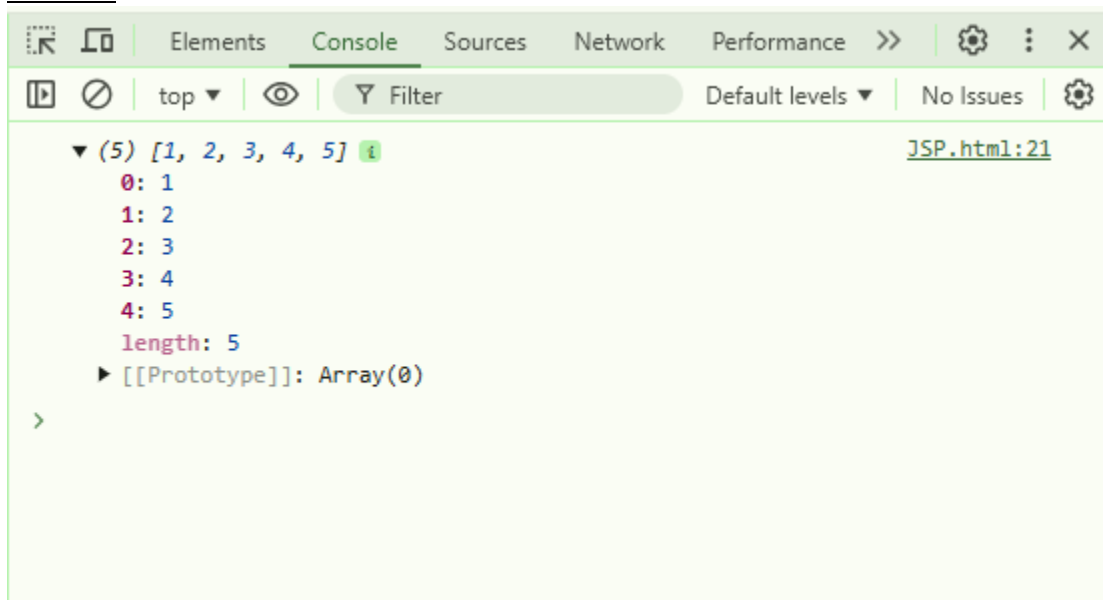 Elements Console Sources Network Performance
top Filter Default levels No Issues
(5) [1, 2, 3, 4, 5] i JSP.html:21
0: 1
1: 2
2: 3
3: 4
4: 5
length: 5
[[Prototype]]: Array(0)